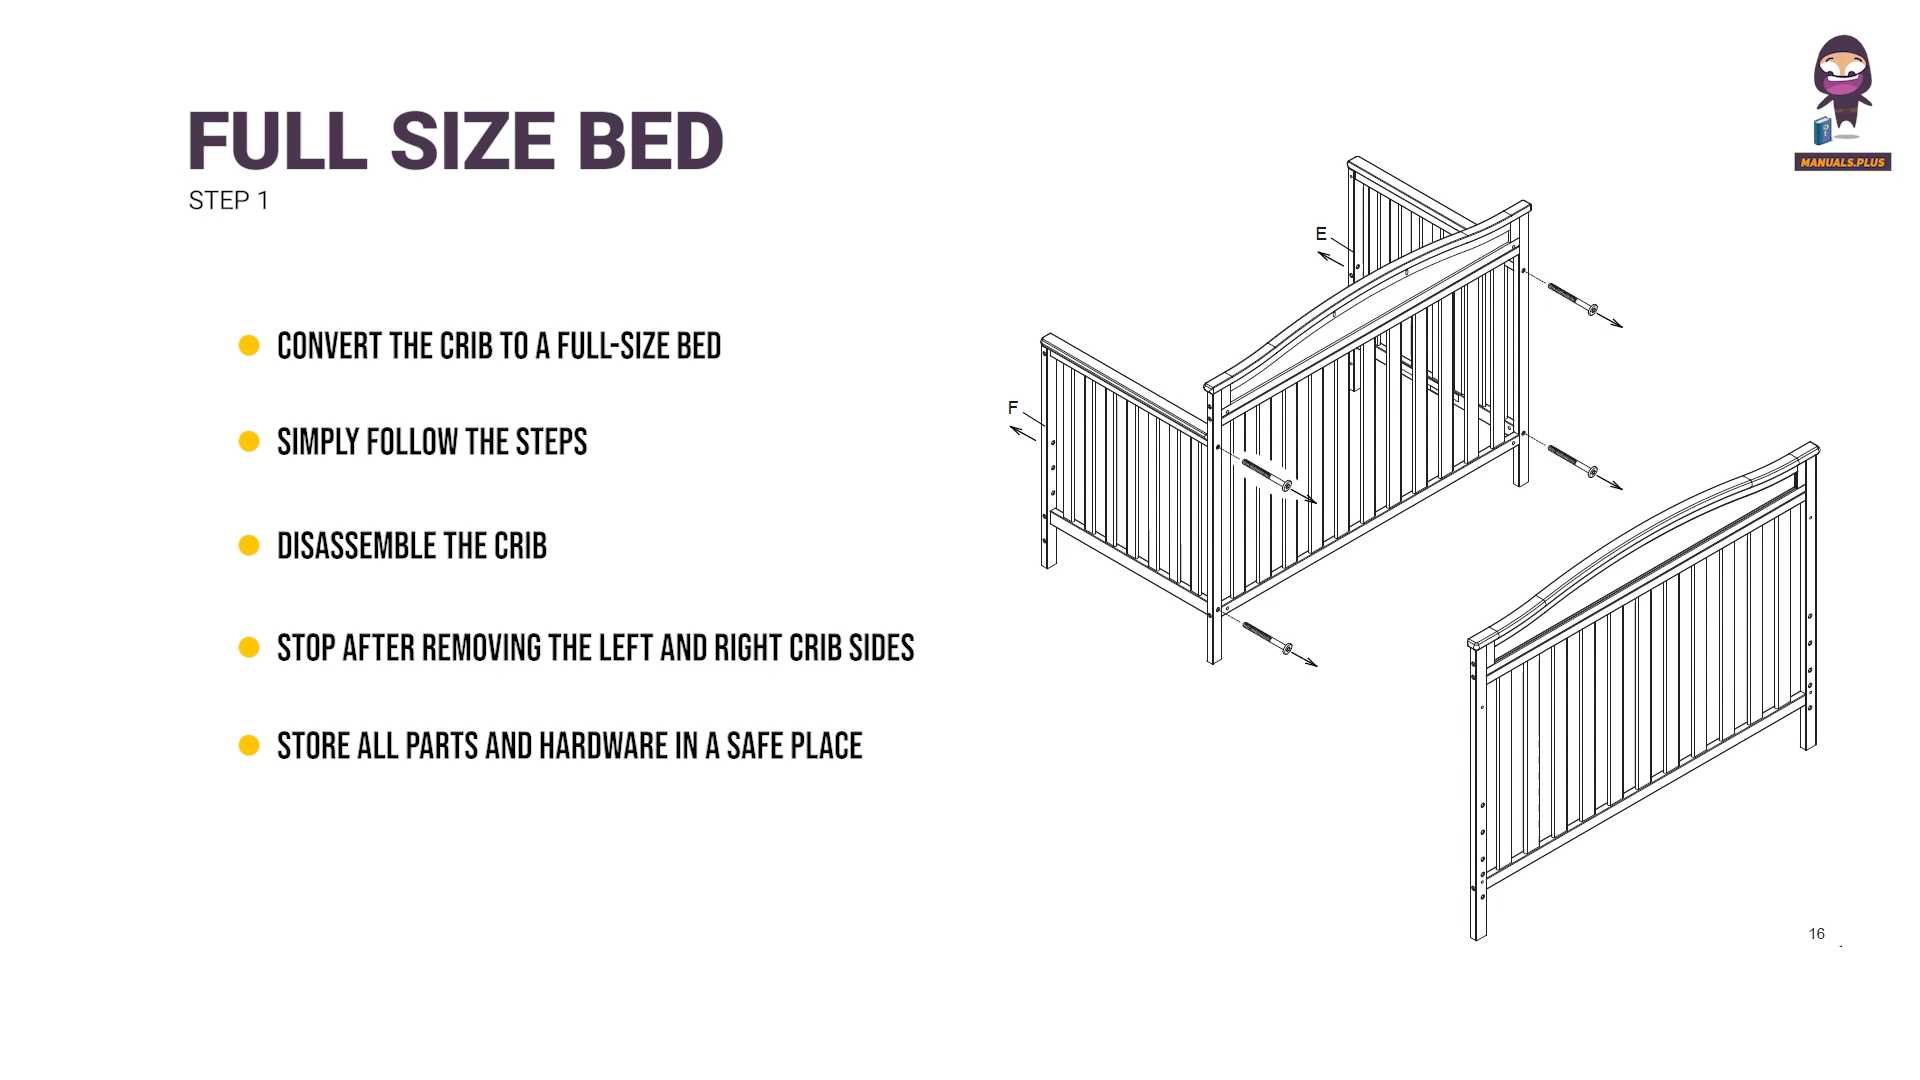 FULL SIZE BED
STEP 1
CONVERT THE CRIB TO A FULL-SIZE BED
SIMPLY FOLLOW THE STEPS
DISASSEMBLE THE CRIB
STOP AFTER REMOVING THE LEFT AND RIGHT CRIB SIDES
STORE ALL PARTS AND HARDWARE IN A SAFE PLACE
MANUALS.PLUS
E
F
16